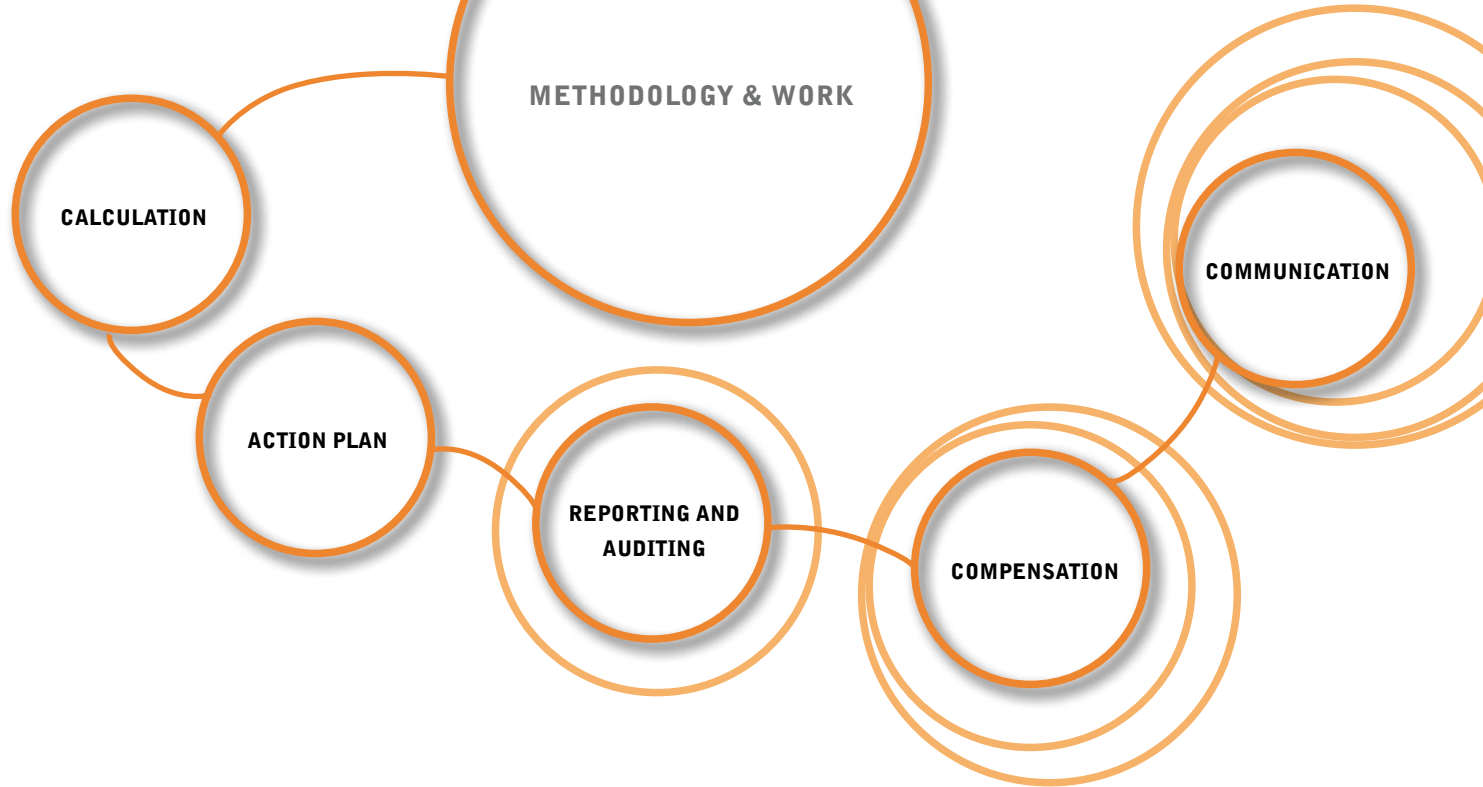 METHODOLOGY & WORK
CALCULATION
ACTION PLAN
REPORTING AND
AUDITING
COMPENSATION
COMMUNICATION